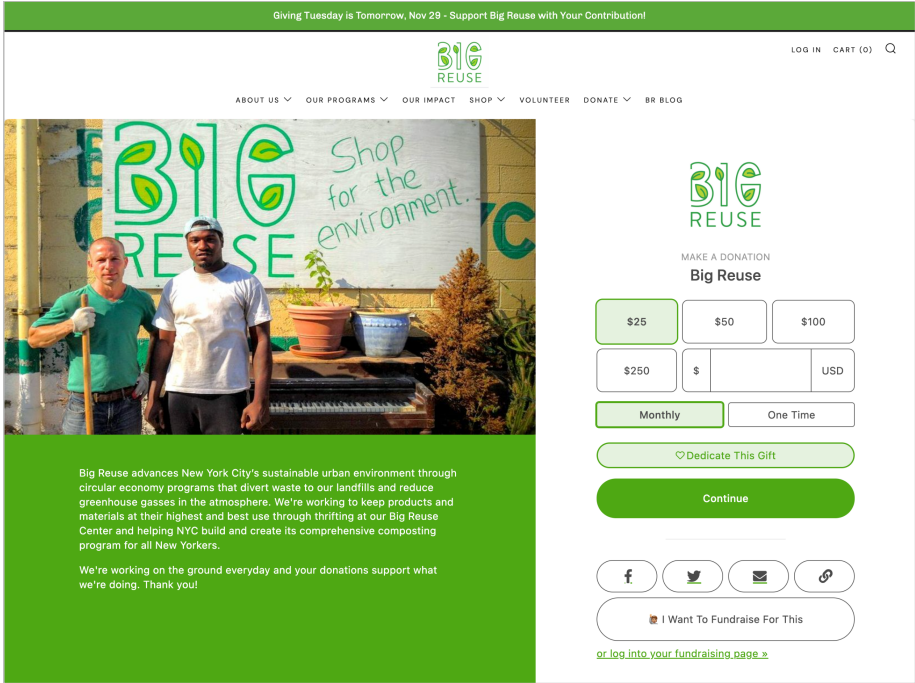 Giving Tuesday is Tomorrow, Nov 29 - Support Big Reuse with Your Contribution!
BIG
REUSE
LOG IN CART (0)
ABOUT US OUR PROGRAMS OUR IMPACT SHOP VOLUNTEER DONATE BR BLOG
BIG
REUSE
Shop
for the
environment.
YC
BIG
REUSE
MAKE A DONATION
Big Reuse
$25 $50 $100
$250 $ USD
Monthly One Time
Dedicate This Gift
Continue
I Want To Fundraise For This
or log into your fundraising page »
Big Reuse advances New York City's sustainable urban environment through
circular economy programs that divert waste to our landfills and reduce
greenhouse gasses in the atmosphere. We're working to keep products and
materials at their highest and best use through thrifting at our Big Reuse
Center and helping NYC build and create its comprehensive composting
program for all New Yorkers.
We're working on the ground everyday and your donations support what
we're doing. Thank you!